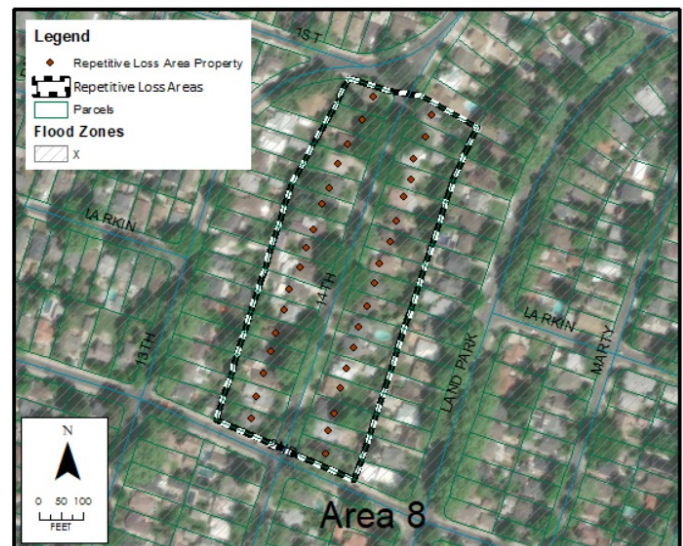 Legend
Repetitive Loss Area Property
Repetitive Loss Areas
Parcels
Flood Zones
X
1ST
LARKIN
13TH
14TH
LAND PARK
LARKIN
MARTY
N
0 50 100
FEET
Area 8